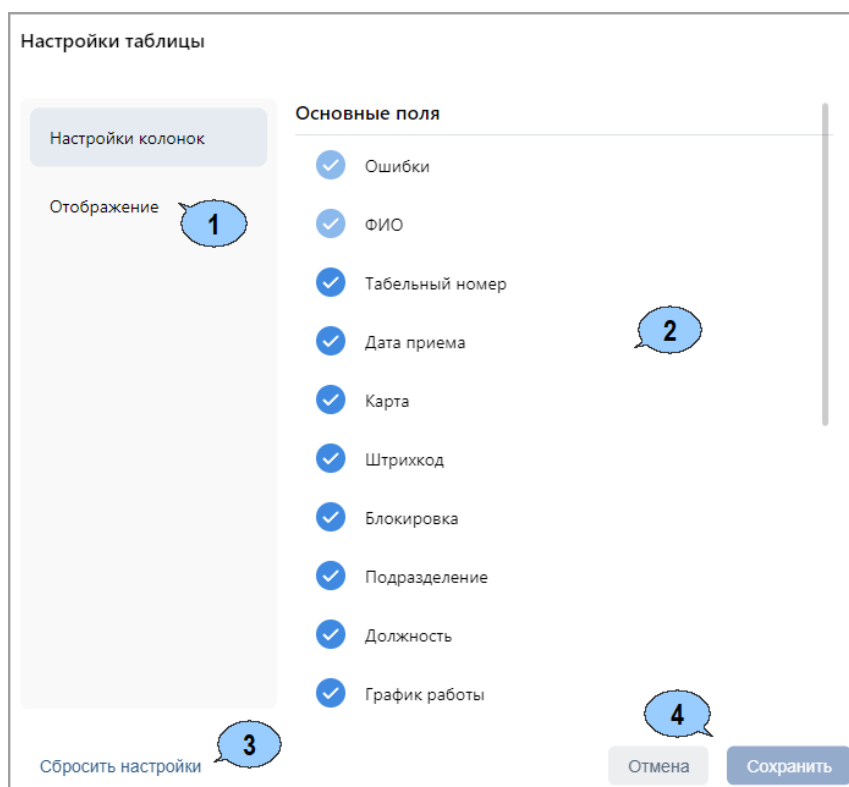 Настройки таблицы
Настройки колонок
Отображение
1
Основные поля
Ошибки
ФИО
Табельный номер
Дата приема
2
Карта
Штрихкод
Блокировка
Подразделение
Должность
График работы
3
Сбросить настройки
4
Отмена
Сохранить